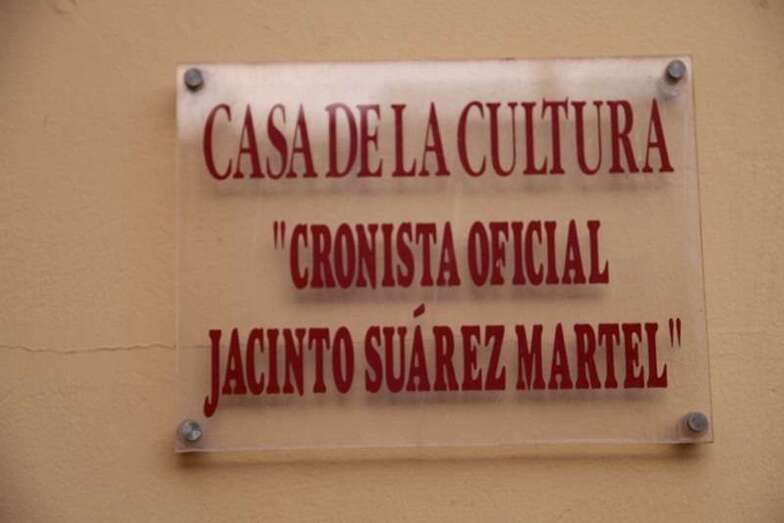 CASA DE LA CULTURA
"CRONISTA OFICIAL
JACINTO SUÁREZ MARTEL"